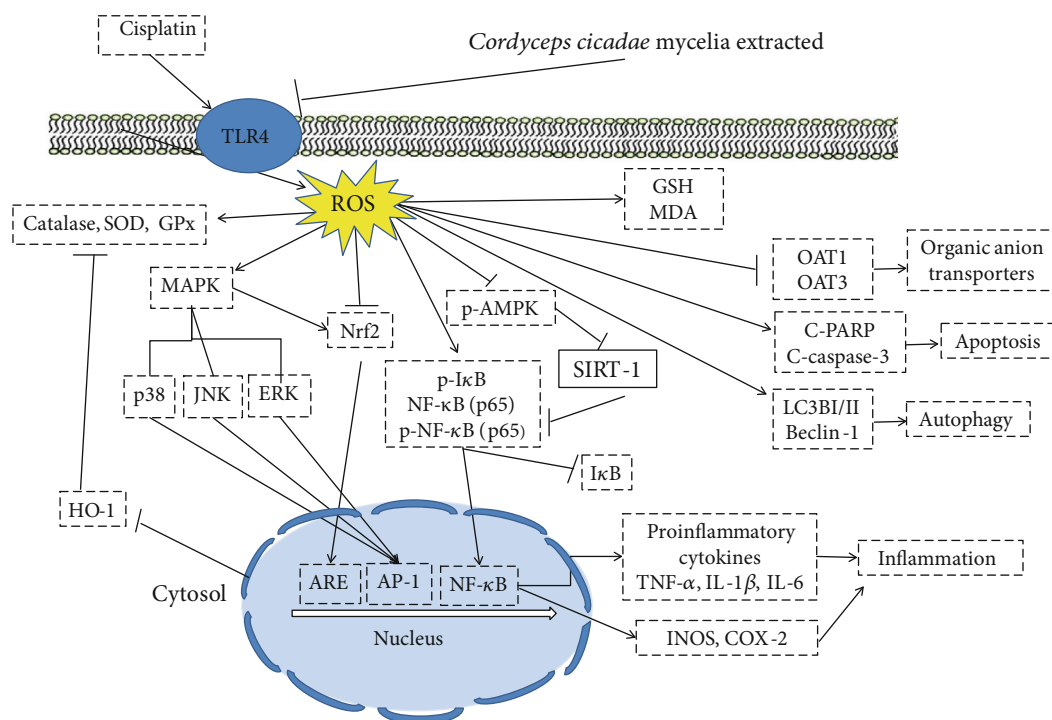 Cisplatin
Cordyceps cicadae mycelia extracted
TLR4
ROS
GSH
MDA
Catalase, SOD, GPx
OAT1
OAT3
Organic anion
transporters
MAPK
Nrf2
p-AMPK
C-PARP
C-caspase-3
Apoptosis
SIRT-1
p38
JNK
ERK
p-IκB
NF-κB (p65)
p-NF-κB (p65)
LC3BI/II
Beclin-1
Autophagy
IκB
HO-1
Proinflammatory
cytokines
TNF-α, IL-1β, IL-6
Inflammation
Cytosol
ARE
AP-1
NF-κB
Nucleus
INOS, COX-2